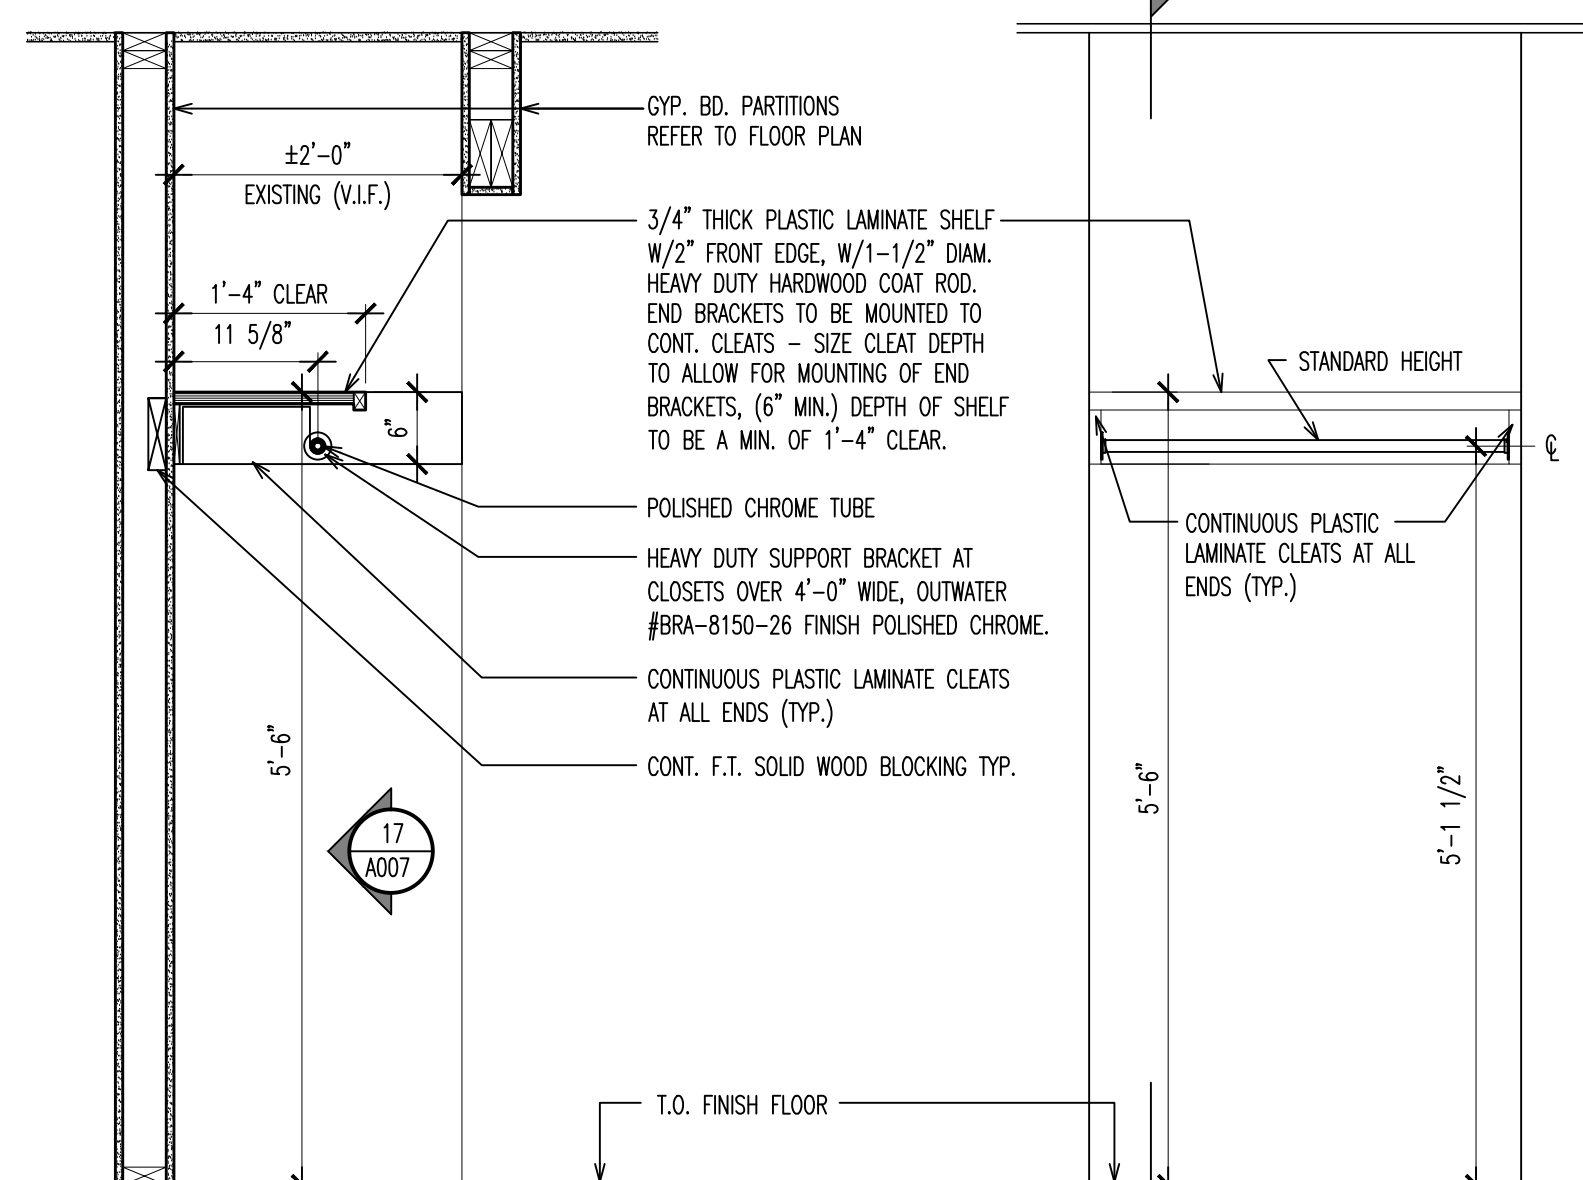 GYP. BD. PARTITIONS
REFER TO FLOOR PLAN
±2'-0"
EXISTING (V.I.F.)
3/4" THICK PLASTIC LAMINATE SHELF
W/2" FRONT EDGE, W/1-1/2" DIAM.
HEAVY DUTY HARDWOOD COAT ROD.
END BRACKETS TO BE MOUNTED TO
CONT. CLEATS - SIZE CLEAT DEPTH
TO ALLOW FOR MOUNTING OF END
BRACKETS, (6" MIN.) DEPTH OF SHELF
TO BE A MIN. OF 1'-4" CLEAR.
1'-4" CLEAR
11 5/8"
6"
STANDARD HEIGHT
℄
POLISHED CHROME TUBE
HEAVY DUTY SUPPORT BRACKET AT
CLOSETS OVER 4'-0" WIDE, OUTWATER
#BRA-8150-26 FINISH POLISHED CHROME.
CONTINUOUS PLASTIC
LAMINATE CLEATS AT ALL
ENDS (TYP.)
CONTINUOUS PLASTIC LAMINATE CLEATS
AT ALL ENDS (TYP.)
CONT. F.T. SOLID WOOD BLOCKING TYP.
5'-6"
5'-6"
5'-1 1/2"
17
A007
T.O. FINISH FLOOR